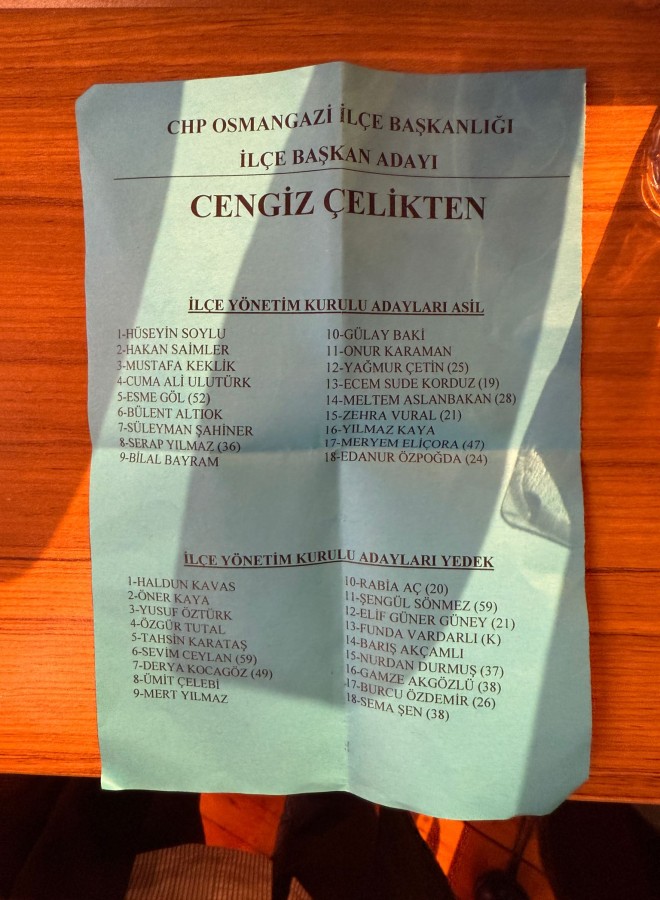 CHP OSMANGAZİ İLÇE BAŞKANLIĞI
İLÇE BAŞKAN ADAYI
CENGİZ ÇELİKTEN
İLÇE YÖNETİM KURULU ADAYLARI ASİL
1-HÜSEYİN SOYLU
2-HAKAN SAİMLER
3-MUSTAFA KEKLİK
4-CUMA ALİ ULUTÜRK
5-ESME GÖL (52)
6-BÜLENT ALTIOK
7-SÜLEYMAN ŞAHİNER
8-SERAP YILMAZ (36)
9-BİLAL BAYRAM
10-GÜLAY BAKİ
11-ONUR KARAMAN
12-YAĞMUR ÇETİN (25)
13-ECEM SUDE KORDUZ (19)
14-MELTEM ASLANBAKAN (28)
15-ZEHRA VURAL (21)
16-YILMAZ KAYA
17-MERYEM ELİÇORA (47)
18-EDANUR ÖZPOĞDA (24)
İLÇE YÖNETİM KURULU ADAYLARI YEDEK
1-HALDUN KAVAS
2-ÖNER KAYA
3-YUSUF ÖZTÜRK
4-ÖZGÜR TUTAL
5-TAHSİN KARATAŞ
6-SEVİM CEYLAN (59)
7-DERYA KOCAGÖZ (49)
8-ÜMİT ÇELEBİ
9-MERT YILMAZ
10-RABİA AÇ (20)
11-ŞENGÜL SÖNMEZ (59)
12-ELİF GÜNER GÜNEY (21)
13-FUNDA VARDARLI (K)
14-BARIŞ AKÇAMLI
15-NURDAN DURMUŞ (37)
16-GAMZE AKGÖZLÜ (38)
17-BURCU ÖZDEMİR (26)
18-SEMA ŞEN (38)